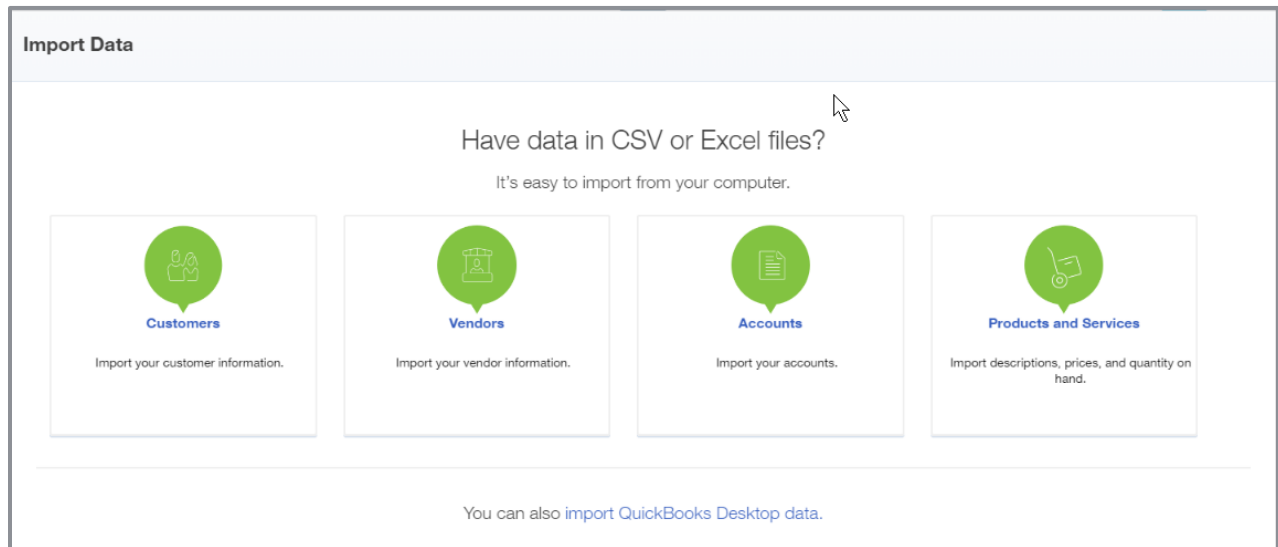 Import Data
Have data in CSV or Excel files?
It's easy to import from your computer.
Customers
Import your customer information.
Vendors
Import your vendor information.
Accounts
Import your accounts.
Products and Services
Import descriptions, prices, and quantity on
hand.
You can also import QuickBooks Desktop data.